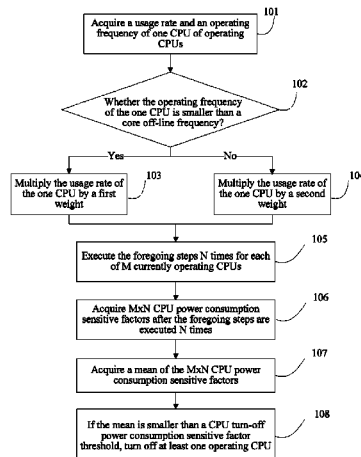 101
Acquire a usage rate and an operating
frequency of one CPU of operating
CPUs
102
Whether the operating frequency
of the one CPU is smaller than a
core off-line frequency?
Yes
No
103
Multiply the usage rate of
the one CPU by a first
weight
104
Multiply the usage rate of
the one CPU by a second
weight
105
Execute the foregoing steps N times for each
of M currently operating CPUs
106
Acquire MxN CPU power consumption
sensitive factors after the foregoing steps are
executed N times
107
Acquire a mean of the MxN CPU power
consumption sensitive factors
108
If the mean is smaller than a CPU turn-off
power consumption sensitive factor
threshold, turn off at least one operating CPU